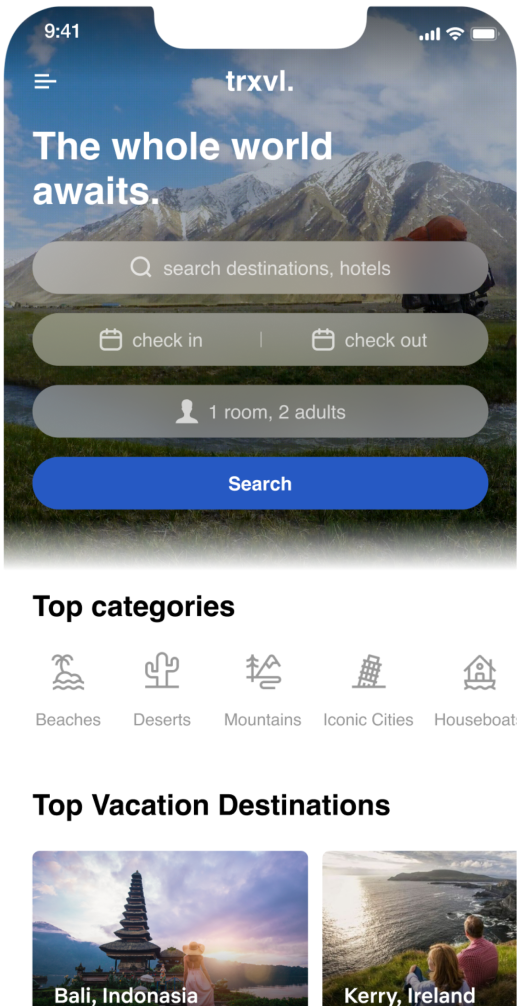 9:41
trxvl.
The whole world
awaits.
search destinations, hotels
check in | check out
1 room, 2 adults
Search
Top categories
Beaches Deserts Mountains Iconic Cities Houseboats
Top Vacation Destinations
Bali, Indonasia Kerry, Ireland